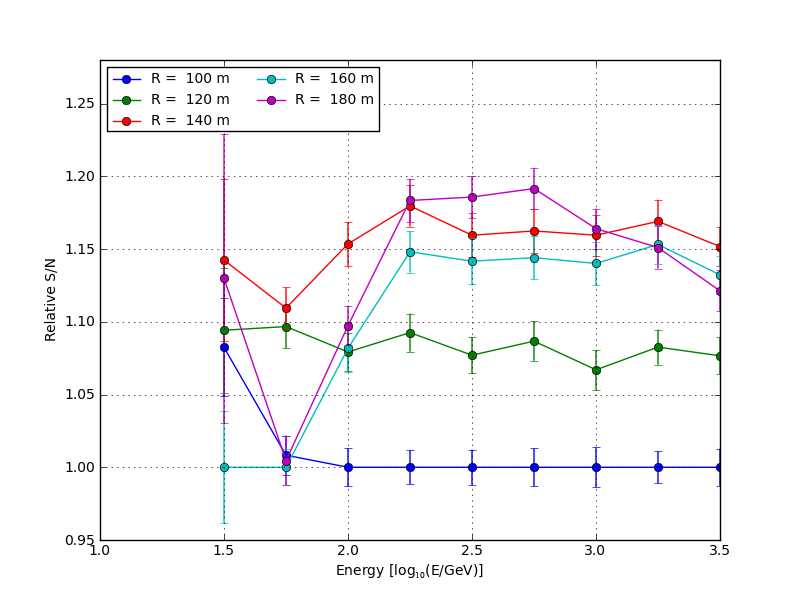 R =  100 m
R =  120 m
R =  140 m
R =  160 m
R =  180 m
Relative S/N
1.25
1.20
1.15
1.10
1.05
1.00
0.95
1.0 1.5 2.0 2.5 3.0 3.5
Energy [log₁₀(E/GeV)]